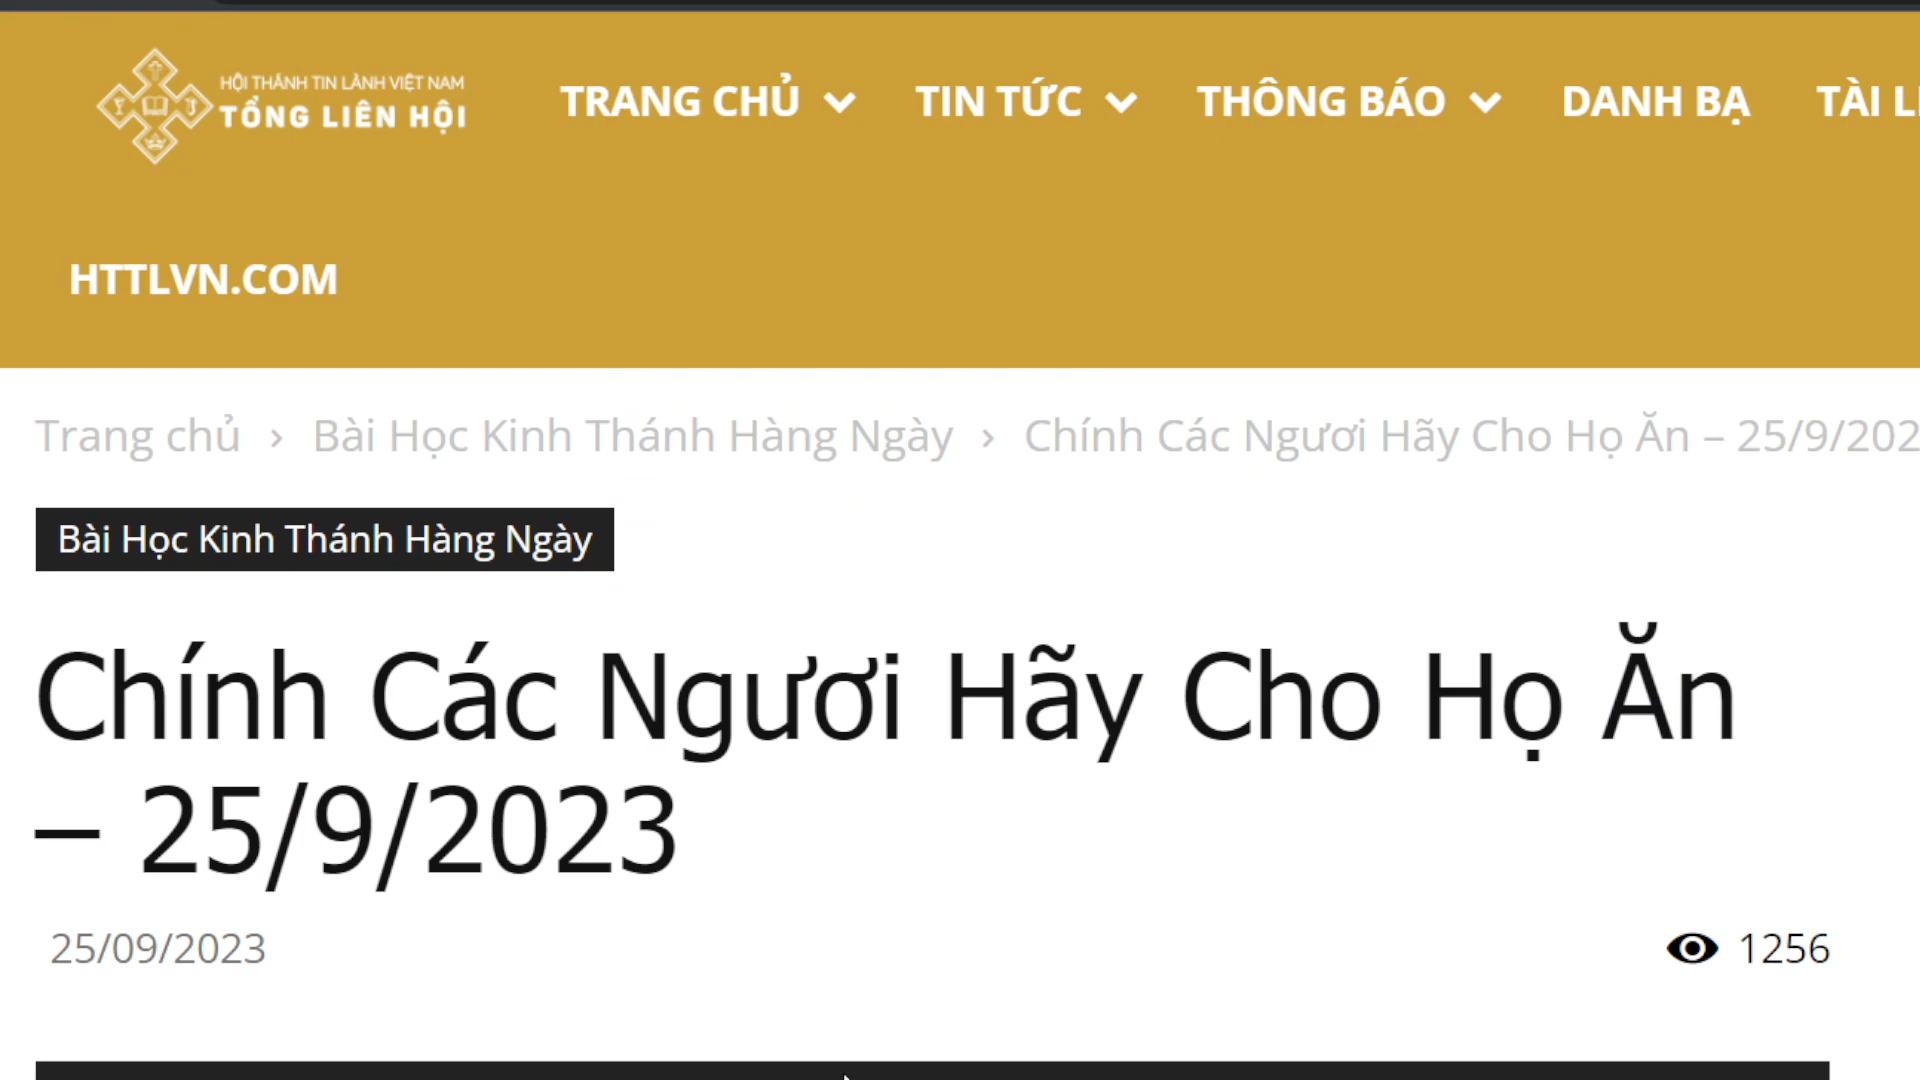 HỘI THÁNH TIN LÀNH VIỆT NAM
TỔNG LIÊN HỘI
TRANG CHỦ TIN TỨC THÔNG BÁO DANH BẠ TÀI
HTTLVN.COM
Trang chủ › Bài Học Kinh Thánh Hàng Ngày › Chính Các Ngươi Hãy Cho Họ Ăn – 25/9/202
Bài Học Kinh Thánh Hàng Ngày
Chính Các Ngươi Hãy Cho Họ Ăn
– 25/9/2023
25/09/2023 1256